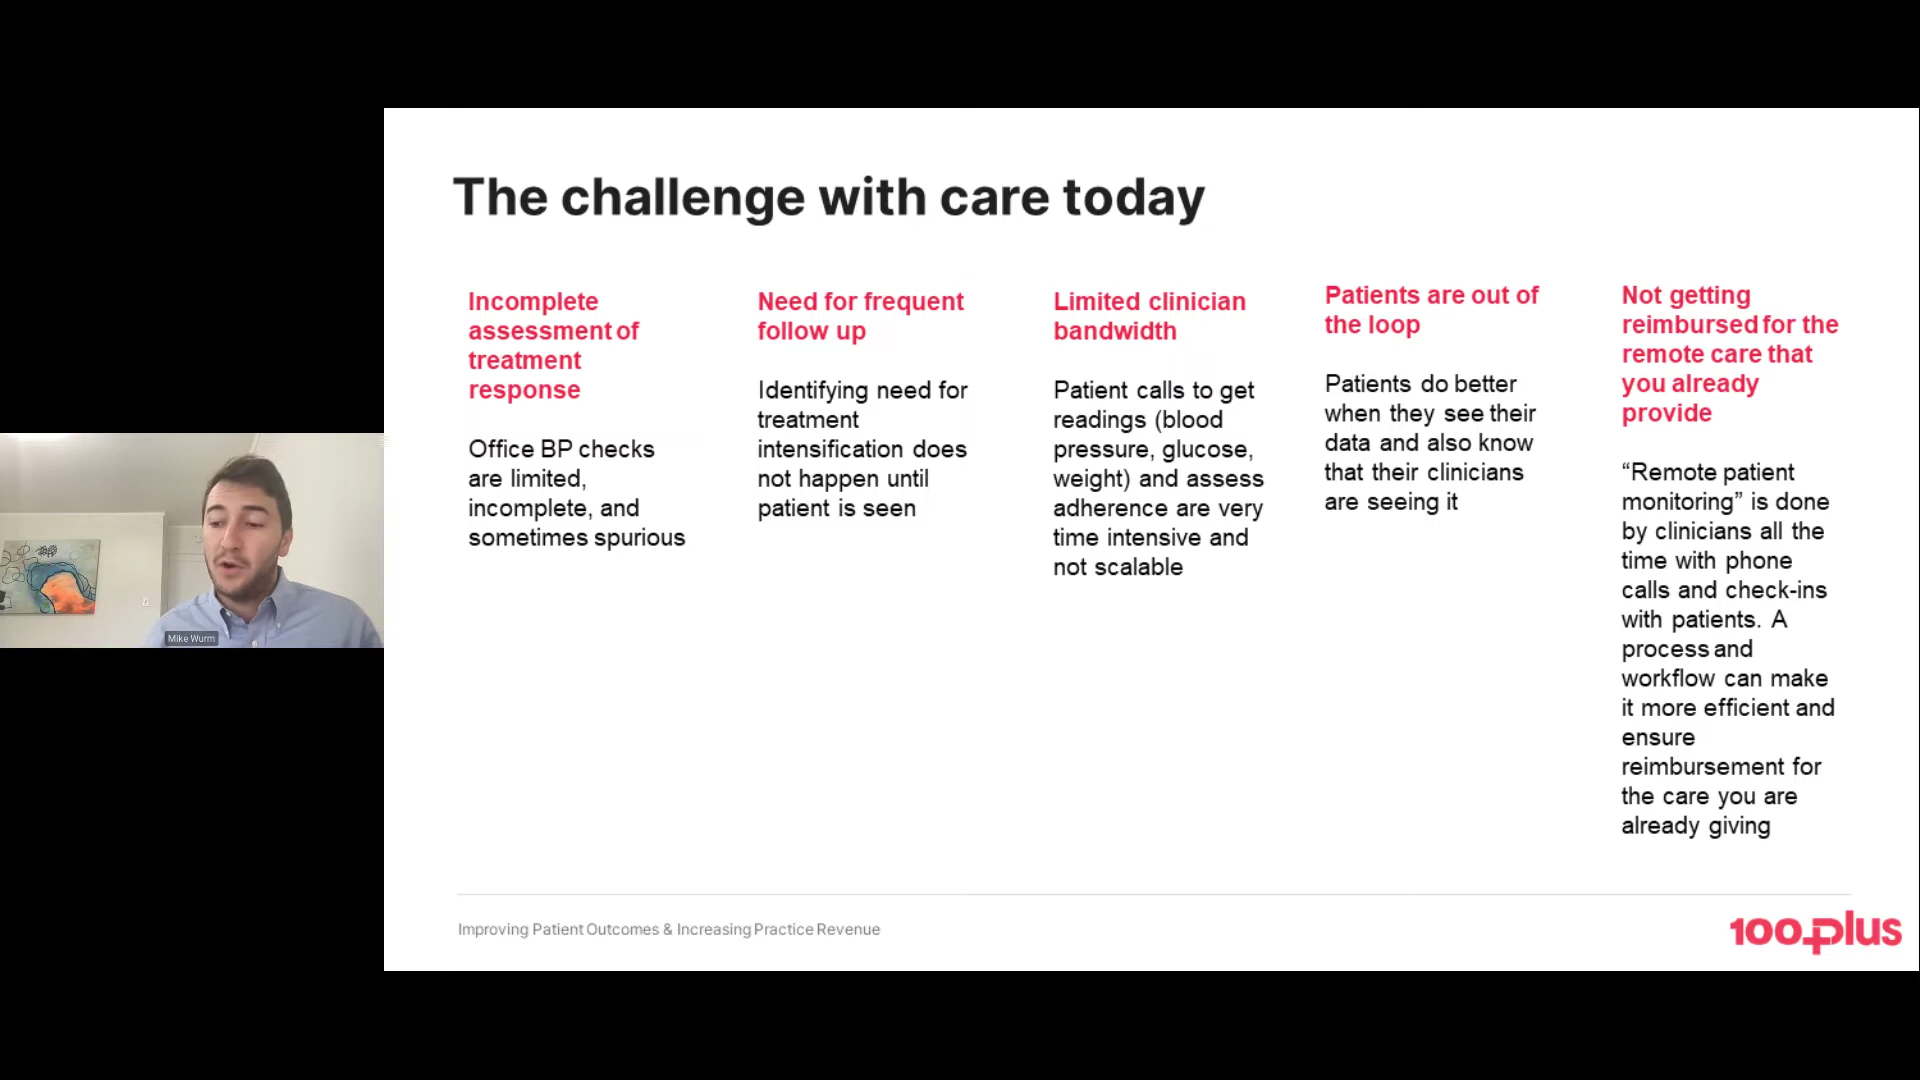 The challenge with care today
Incomplete
assessment of
treatment
response
Office BP checks
are limited,
incomplete, and
sometimes spurious
Need for frequent
follow up
Identifying need for
treatment
intensification does
not happen until
patient is seen
Limited clinician
bandwidth
Patient calls to get
readings (blood
pressure, glucose,
weight) and assess
adherence are very
time intensive and
not scalable
Patients are out of
the loop
Patients do better
when they see their
data and also know
that their clinicians
are seeing it
Not getting
reimbursed for the
remote care that
you already
provide
“Remote patient
monitoring” is done
by clinicians all the
time with phone
calls and check-ins
with patients. A
process and
workflow can make
it more efficient and
ensure
reimbursement for
the care you are
already giving
Mike Wurm
Improving Patient Outcomes & Increasing Practice Revenue
100plus